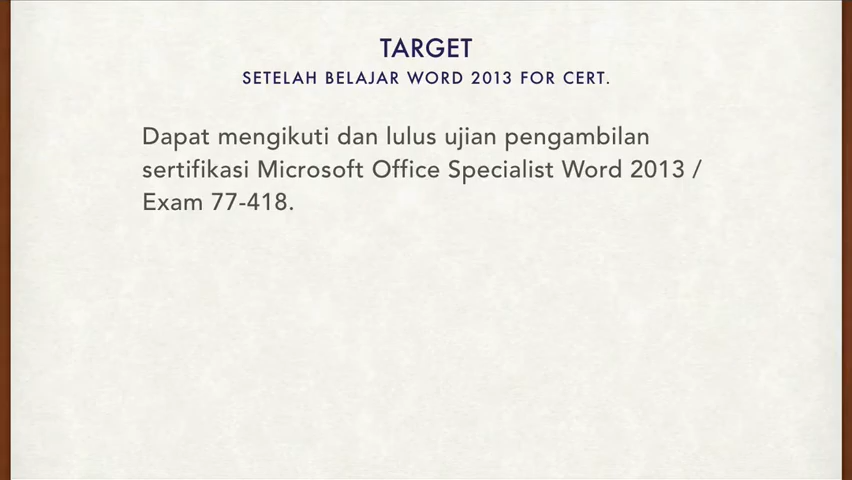 TARGET
SETELAH BELAJAR WORD 2013 FOR CERT.
Dapat mengikuti dan lulus ujian pengambilan
sertifikasi Microsoft Office Specialist Word 2013 /
Exam 77-418.